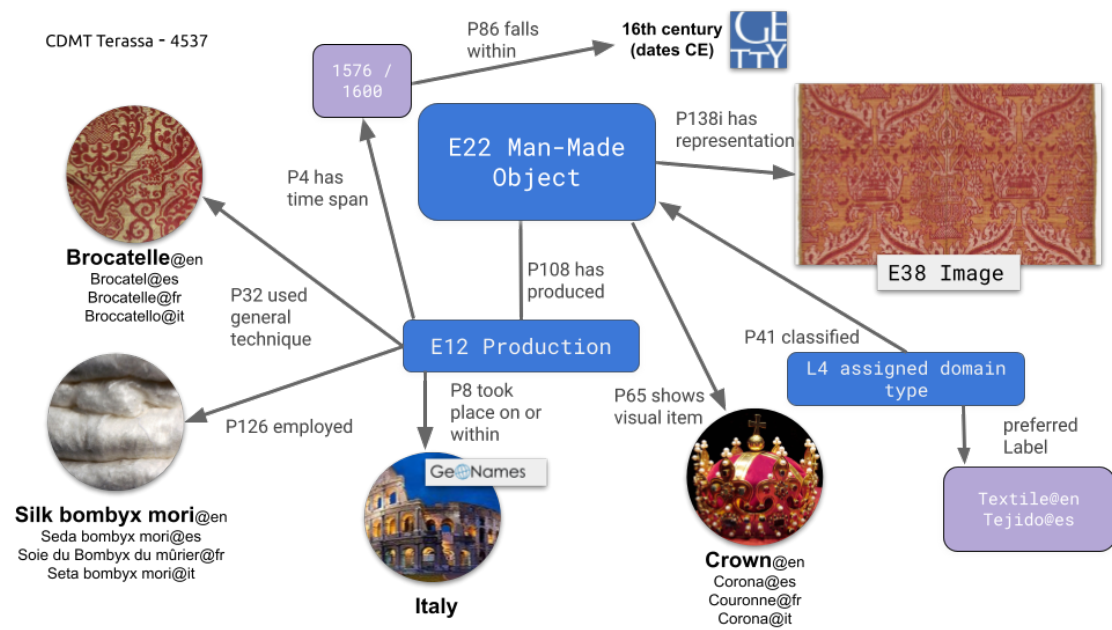 CDMT Terassa - 4537
P86 falls
within
16th century
(dates CE)
GE
TTY
1576 /
1600
E22 Man-Made
Object
P138i has
representation
P4 has
time span
Brocatelle@en
Brocatel@es
Brocatelle@fr
Broccatello@it
P108 has
produced
E38 Image
P32 used
general
technique
E12 Production
P41 classified
L4 assigned domain
type
P126 employed
P8 took
place on or
within
P65 shows
visual item
preferred
Label
GeoNames
Textile@en
Tejido@es
Silk bombyx mori@en
Seda bombyx mori@es
Soie du Bombyx du mûrier@fr
Seta bombyx mori@it
Italy
Crown@en
Corona@es
Couronne@fr
Corona@it